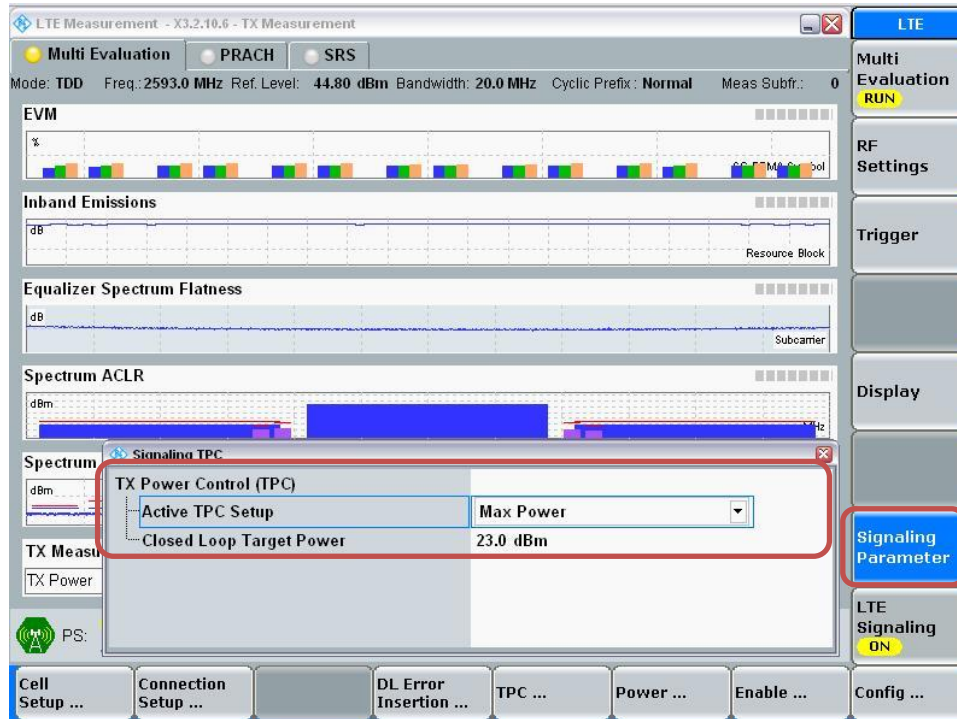 LTE Measurement - X3.2.10.6 - TX Measurement
LTE
Multi Evaluation PRACH SRS
Mode: TDD Freq.: 2593.0 MHz Ref. Level: 44.80 dBm Bandwidth: 20.0 MHz Cyclic Prefix : Normal Meas Subfr.: 0
Multi
Evaluation
RUN
EVM
%
RF
Settings
Inband Emissions
dB
Resource Block
Trigger
Equalizer Spectrum Flatness
dB
Subcarrier
Spectrum ACLR
dBm
Display
Spectrum
dBm
Signaling TPC
TX Power Control (TPC)
Active TPC Setup Max Power
Closed Loop Target Power 23.0 dBm
Signaling
Parameter
TX Measu
TX Power
PS:
LTE
Signaling
ON
Cell
Setup ...
Connection
Setup ...
DL Error
Insertion ...
TPC ...
Power ...
Enable ...
Config ...